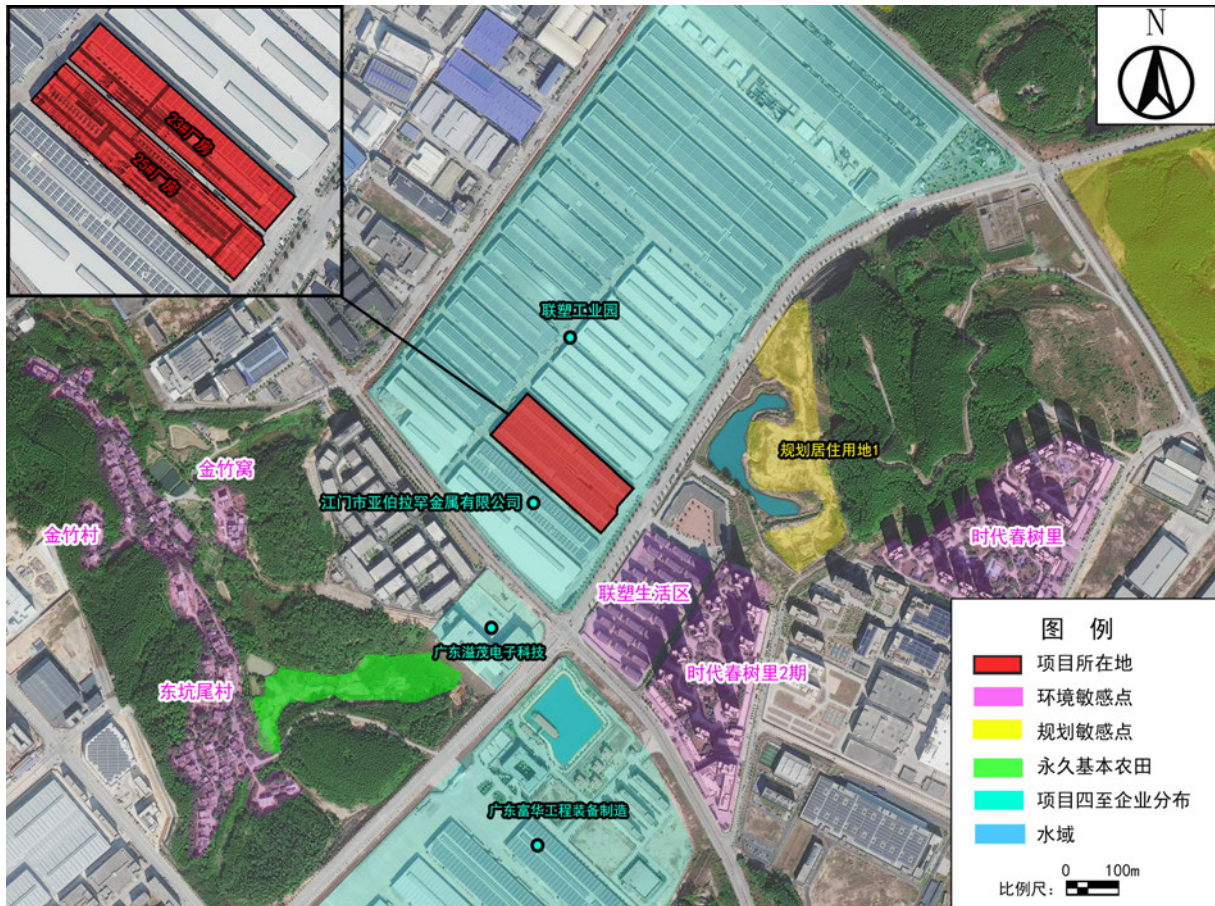 N
23#厂房
25#厂房
联塑工业园
规划居住用地1
金竹窝
江门市亚伯拉罕金属有限公司
金竹村
时代春树里
联塑生活区
广东溢茂电子科技
时代春树里2期
东坑尾村
广东富华工程装备制造
图 例
项目所在地
环境敏感点
规划敏感点
永久基本农田
项目四至企业分布
水域
0 100m
比例尺：